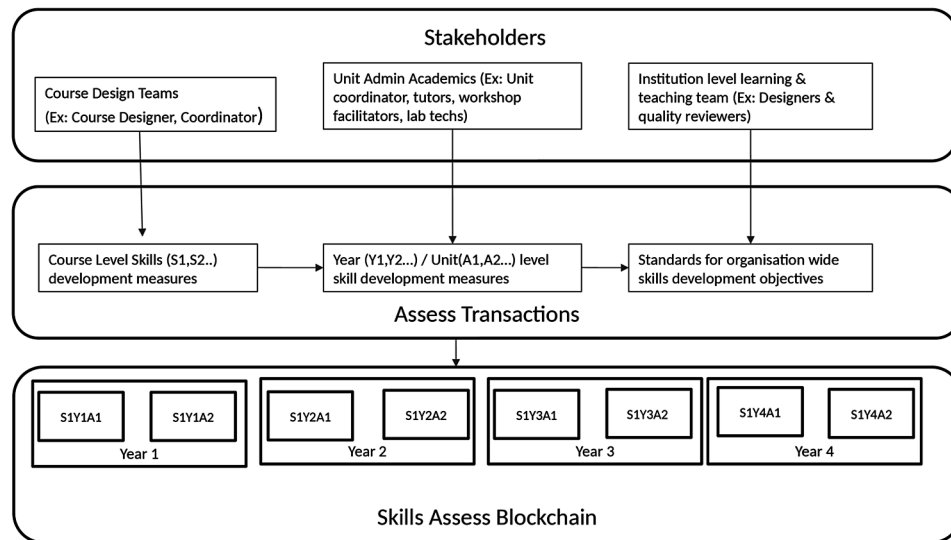 Stakeholders
Course Design Teams
(Ex: Course Designer, Coordinator)
Unit Admin Academics (Ex: Unit
coordinator, tutors, workshop
facilitators, lab techs)
Institution level learning &
teaching team (Ex: Designers &
quality reviewers)
Course Level Skills (S1,S2..)
development measures
Year (Y1,Y2...) / Unit(A1,A2...) level
skill development measures
Standards for organisation wide
skills development objectives
Assess Transactions
S1Y1A1
S1Y1A2
Year 1
S1Y2A1
S1Y2A2
Year 2
S1Y3A1
S1Y3A2
Year 3
S1Y4A1
S1Y4A2
Year 4
Skills Assess Blockchain